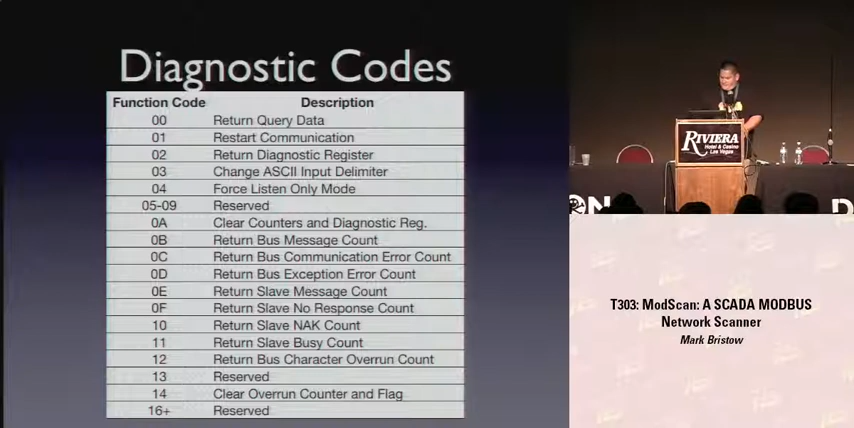 Diagnostic Codes
Function Code Description
00 Return Query Data
01 Restart Communication
02 Return Diagnostic Register
03 Change ASCII Input Delimiter
04 Force Listen Only Mode
05-09 Reserved
0A Clear Counters and Diagnostic Reg.
0B Return Bus Message Count
0C Return Bus Communication Error Count
0D Return Bus Exception Error Count
0E Return Slave Message Count
0F Return Slave No Response Count
10 Return Slave NAK Count
11 Return Slave Busy Count
12 Return Bus Character Overrun Count
13 Reserved
14 Clear Overrun Counter and Flag
16+ Reserved
RIVIERA
Hotel & Casino
Las Vegas
T303: ModScan: A SCADA MODBUS
Network Scanner
Mark Bristow